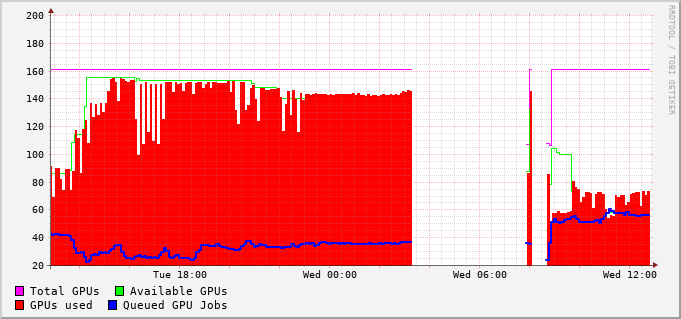 200
180
160
140
120
100
80
60
40
20
Tue 18:00 Wed 00:00 Wed 06:00 Wed 12:00
Total GPUs Available GPUs
GPUs used Queued GPU Jobs
RRDTOOL / TOBI OETIKER